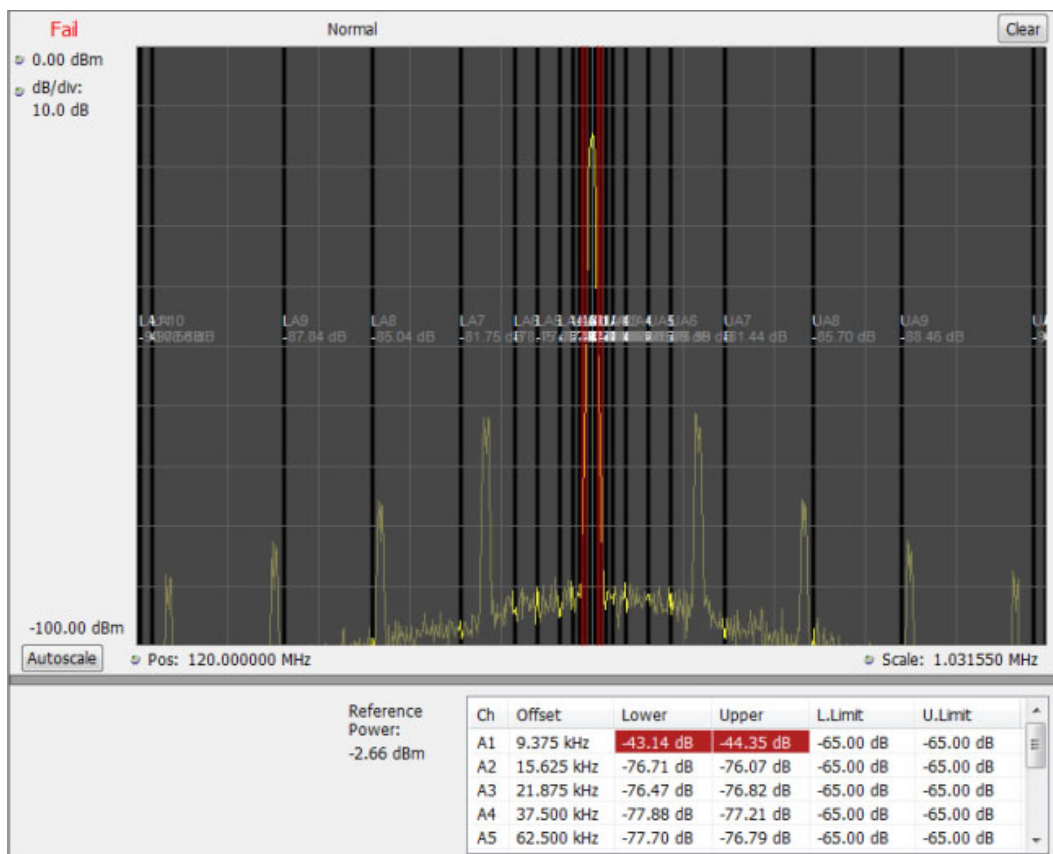 Fail
Normal
Clear
0.00 dBm
dB/div:
10.0 dB
LA9
LA8
LA7
UA6
UA7
UA8
UA9
-87.84 dB
-85.04 dB
-81.75 dB
-81.44 dB
-85.70 dB
-88.46 dB
-100.00 dBm
Autoscale
Pos: 120.000000 MHz
Scale: 1.031550 MHz
Reference
Power:
-2.66 dBm
Ch Offset Lower Upper L.Limit U.Limit
A1 9.375 kHz -43.14 dB -44.35 dB -65.00 dB -65.00 dB
A2 15.625 kHz -76.71 dB -76.07 dB -65.00 dB -65.00 dB
A3 21.875 kHz -76.47 dB -76.82 dB -65.00 dB -65.00 dB
A4 37.500 kHz -77.88 dB -77.21 dB -65.00 dB -65.00 dB
A5 62.500 kHz -77.70 dB -76.79 dB -65.00 dB -65.00 dB